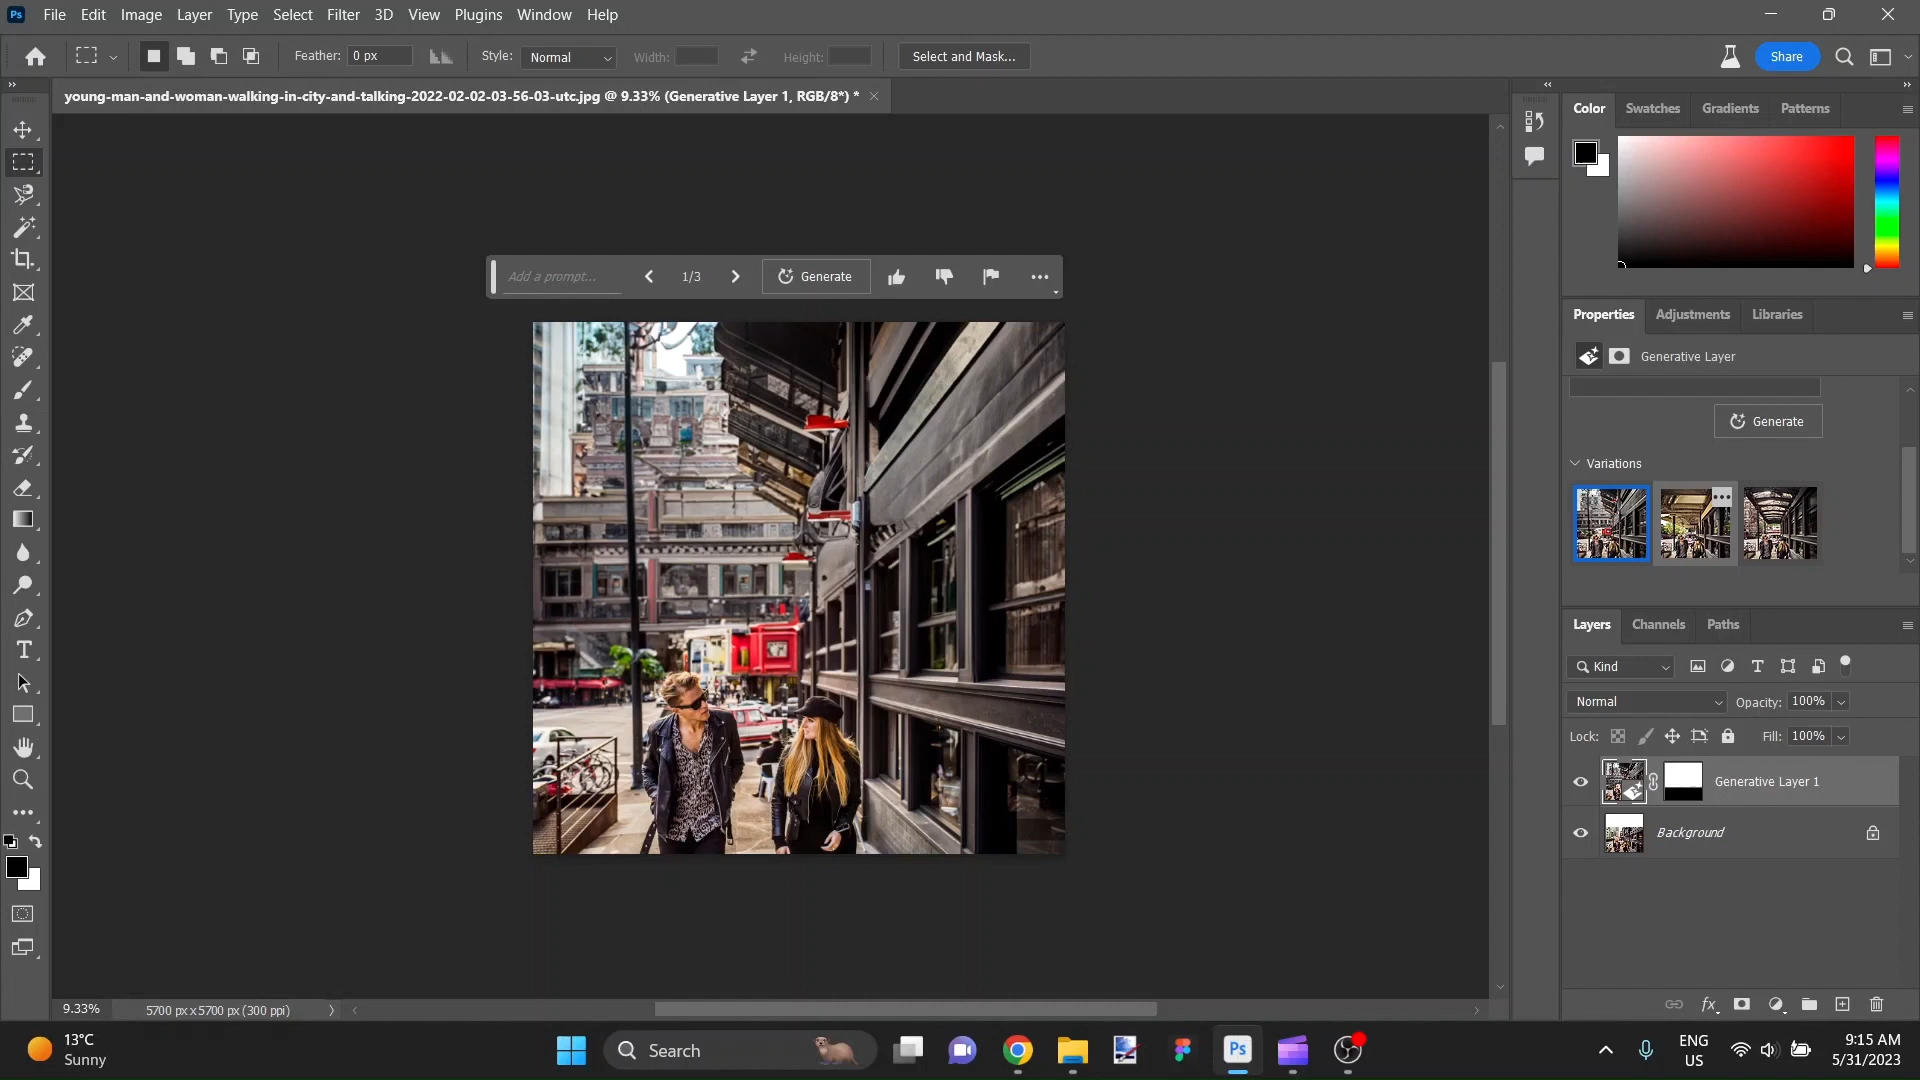 Ps File Edit Image Layer Type Select Filter 3D View Plugins Window Help
Feather: 0 px Style: Normal Width: Height: Select and Mask... Share
young-man-and-woman-walking-in-city-and-talking-2022-02-02-03-56-03-utc.jpg @ 9.33% (Generative Layer 1, RGB/8*) *
Color Swatches Gradients Patterns
Add a prompt... 1/3 Generate
Properties Adjustments Libraries
Generative Layer
Generate
Variations
Layers Channels Paths
Kind
Normal Opacity: 100%
Lock: Fill: 100%
Generative Layer 1
Background
9.33% 5700 px x 5700 px (300 ppi)
fx
13°C
Sunny
Search
Ps
ENG
US
9:15 AM
5/31/2023